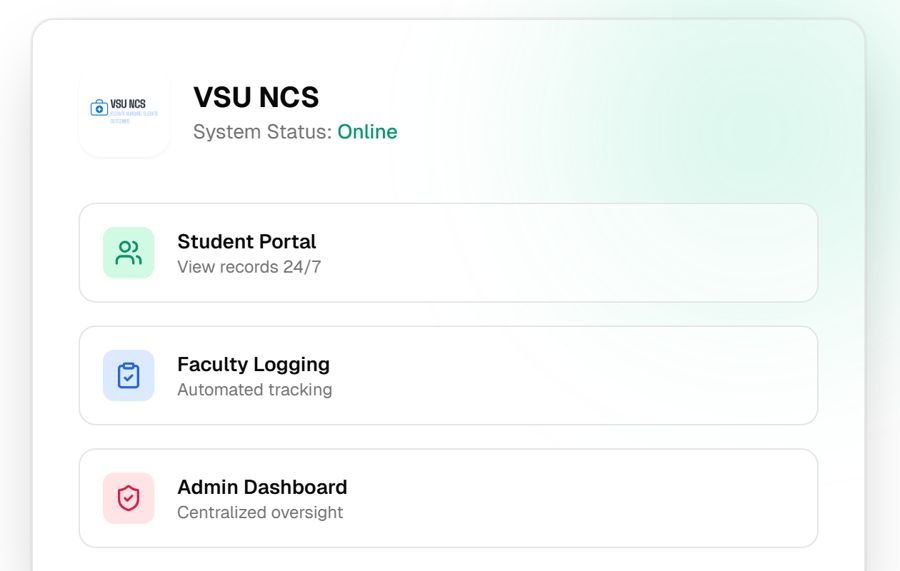 VSU NCS
VSU NCS
System Status: Online
Student Portal
View records 24/7
Faculty Logging
Automated tracking
Admin Dashboard
Centralized oversight